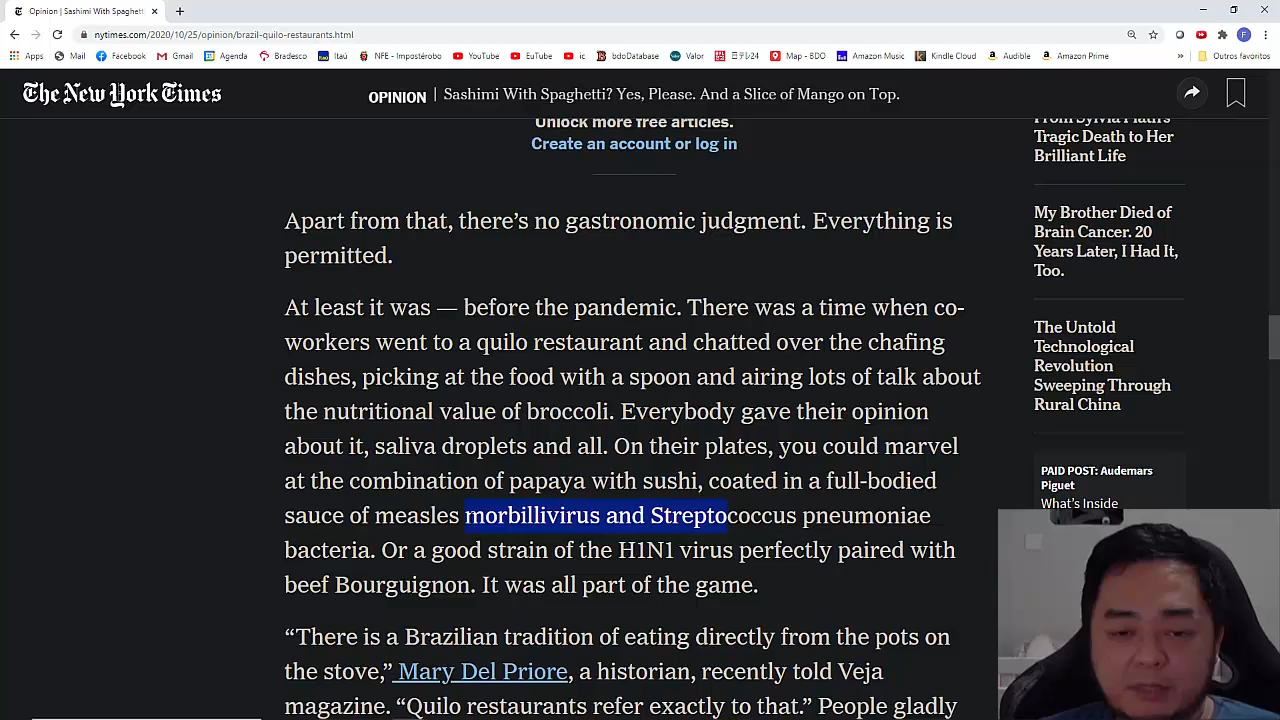 Opinion | Sashimi With Spaghetti
nytimes.com/2020/10/25/opinion/brazil-quilo-restaurants.html
F
Apps
Mail
Facebook
Gmail
Agenda
Bradesco
Itaú
NFE - Impostérobo
YouTube
EuTube
ic
bdoDatabase
Valor
Map - BDO
Amazon Music
Kindle Cloud
Audible
Amazon Prime
»
Outros favoritos
The New York Times
OPINION | Sashimi With Spaghetti? Yes, Please. And a Slice of Mango on Top.
Unlock more free articles.
Create an account or log in
Apart from that, there’s no gastronomic judgment. Everything is
permitted.
At least it was — before the pandemic. There was a time when co-
workers went to a quilo restaurant and chatted over the chafing
dishes, picking at the food with a spoon and airing lots of talk about
the nutritional value of broccoli. Everybody gave their opinion
about it, saliva droplets and all. On their plates, you could marvel
at the combination of papaya with sushi, coated in a full-bodied
sauce of measles morbillivirus and Streptococcus pneumoniae
bacteria. Or a good strain of the H1N1 virus perfectly paired with
beef Bourguignon. It was all part of the game.
“There is a Brazilian tradition of eating directly from the pots on
the stove,” Mary Del Priore, a historian, recently told Veja
magazine. “Quilo restaurants refer exactly to that.” People gladly
From Sylvia Plath’s
Tragic Death to Her
Brilliant Life
My Brother Died of
Brain Cancer. 20
Years Later, I Had It,
Too.
The Untold
Technological
Revolution
Sweeping Through
Rural China
PAID POST: Audemars
Piguet
What’s Inside